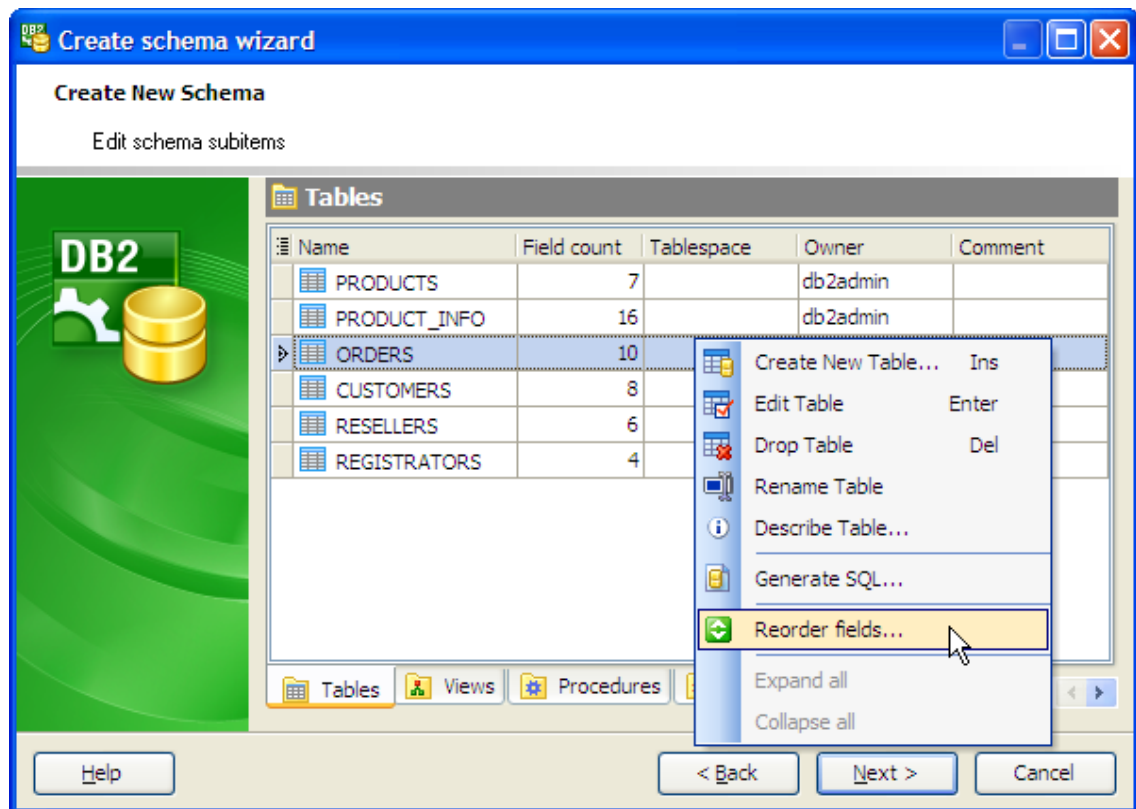 DB2
Create schema wizard
Create New Schema
Edit schema subitems
DB2
Tables
Name Field count Tablespace Owner Comment
PRODUCTS 7 db2admin
PRODUCT_INFO 16 db2admin
ORDERS 10
CUSTOMERS 8
RESELLERS 6
REGISTRATORS 4
Create New Table... Ins
Edit Table Enter
Drop Table Del
Rename Table
Describe Table...
Generate SQL...
Reorder fields...
Expand all
Collapse all
Tables Views Procedures
Help < Back Next > Cancel